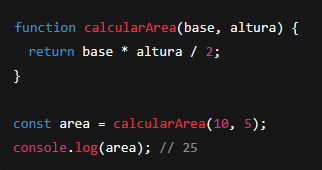 function calcularArea(base, altura) {
  return base * altura / 2;
}

const area = calcularArea(10, 5);
console.log(area); // 25